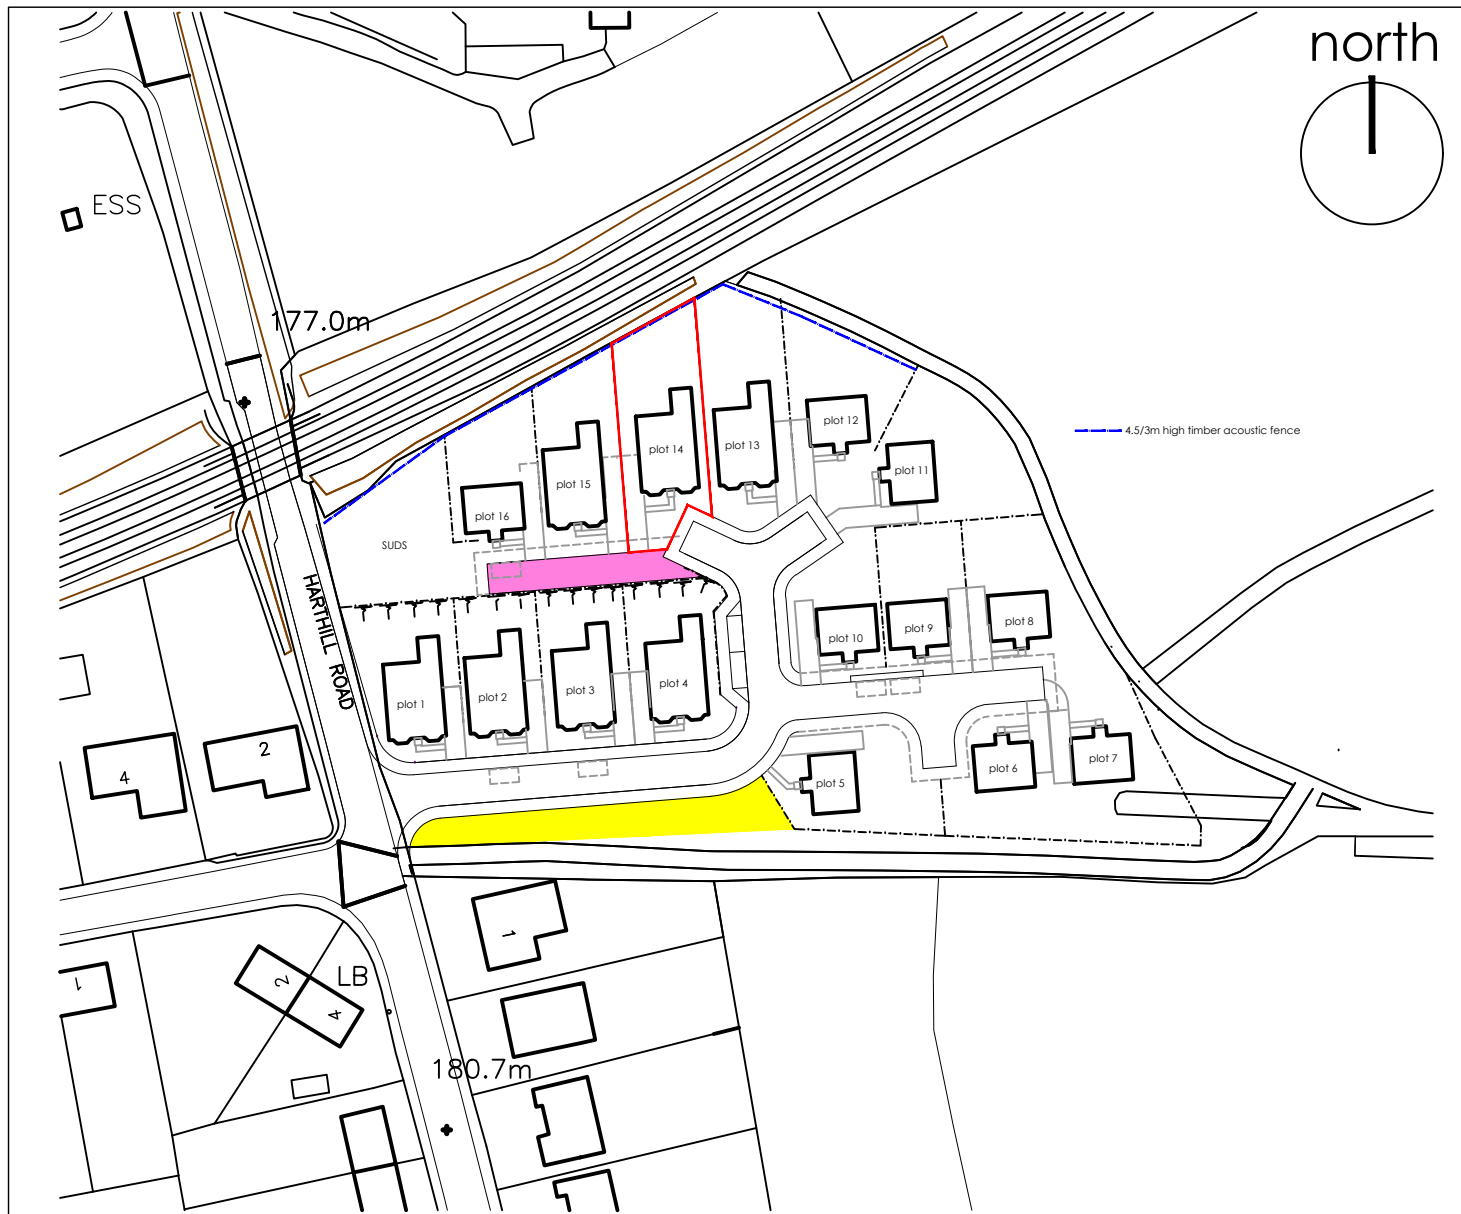 north
ESS
177.0m
plot 12
4.5/3m high timber acoustic fence
plot 14
plot 13
plot 11
plot 15
plot 16
SUDS
HARTHILL ROAD
plot 10
plot 9
plot 8
plot 1
plot 2
plot 3
plot 4
2
4
plot 5
plot 6
plot 7
1
1
2
4
LB
180.7m